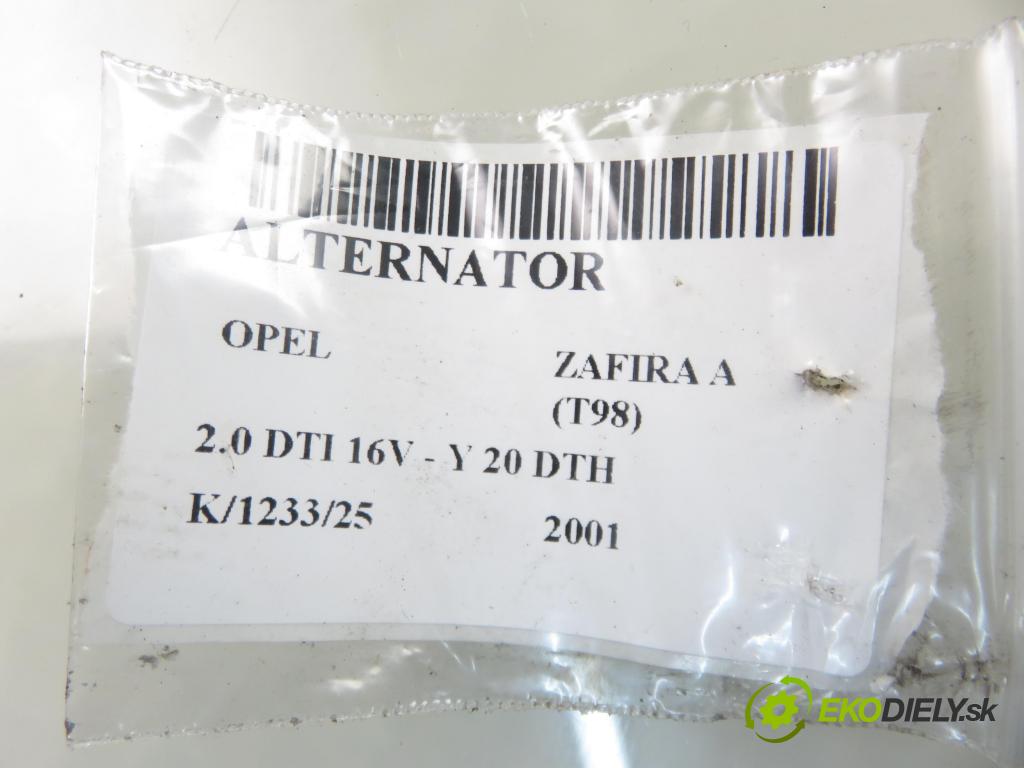 ALTERNATOR
OPEL
ZAFIRA A
(T98)
2.0 DTI 16V - Y 20 DTH
K/1233/25
2001
EKODIELY.sk